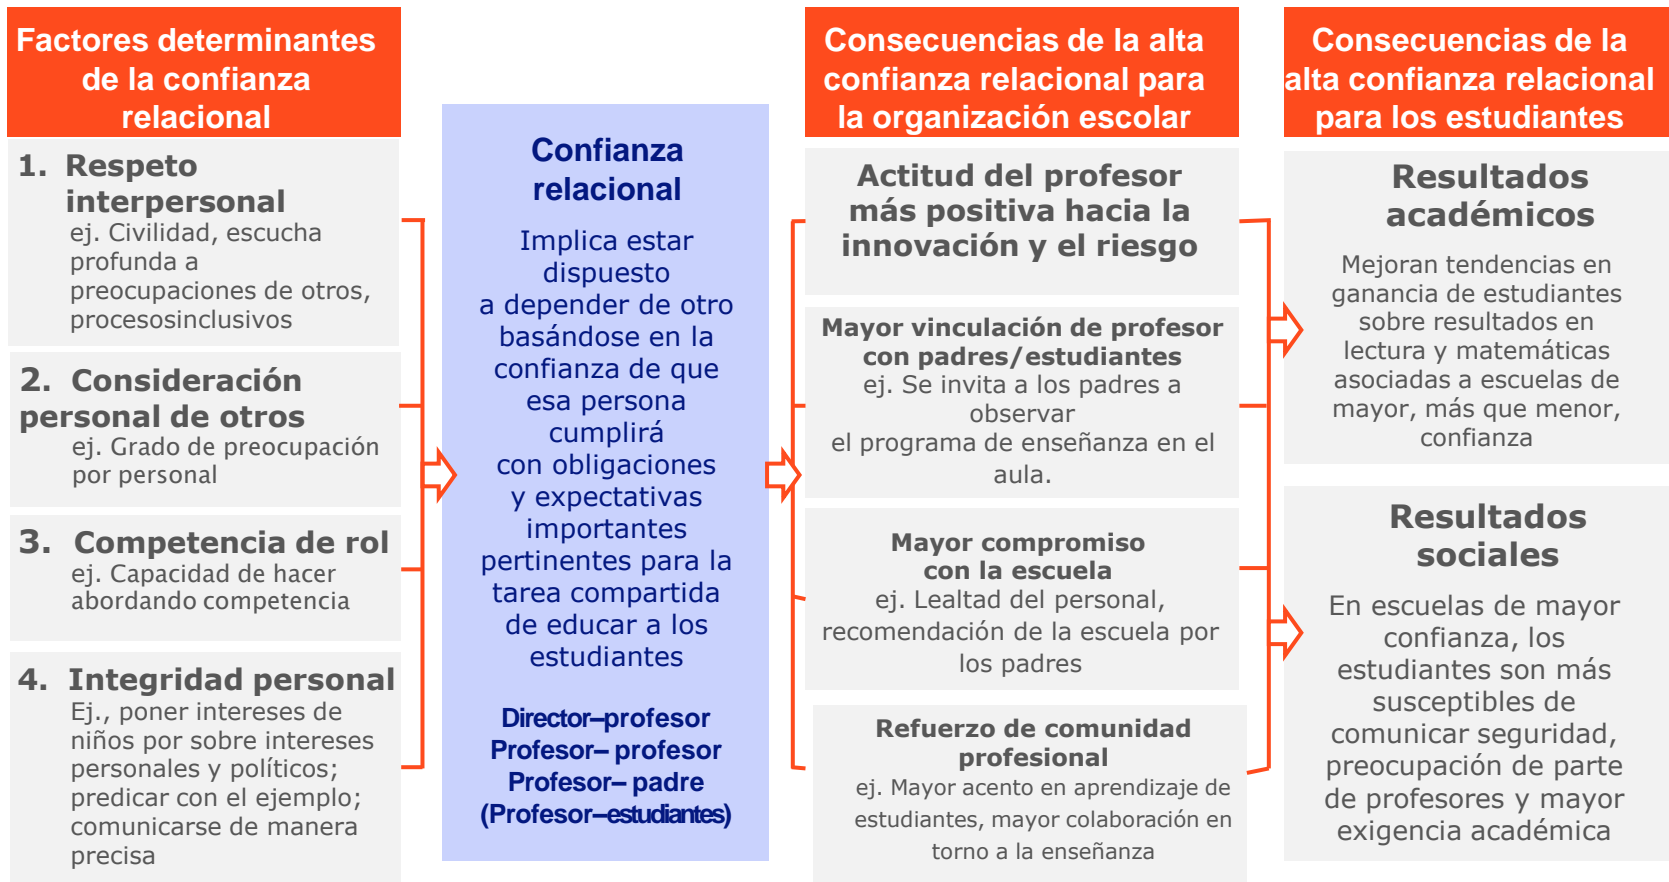 Factores determinantes
de la confianza
relacional
1. Respeto
interpersonal
ej. Civilidad, escucha
profunda a
preocupaciones de otros,
procesosinclusivos
2. Consideración
personal de otros
ej. Grado de preocupación
por personal
3. Competencia de rol
ej. Capacidad de hacer
abordando competencia
4. Integridad personal
Ej., poner intereses de
niños por sobre intereses
personales y políticos;
predicar con el ejemplo;
comunicarse de manera
precisa
Confianza
relacional
Implica estar
dispuesto
a depender de otro
basándose en la
confianza de que
esa persona
cumplirá
con obligaciones
y expectativas
importantes
pertinentes para la
tarea compartida
de educar a los
estudiantes
Director–profesor
Profesor– profesor
Profesor– padre
(Profesor–estudiantes)
Consecuencias de la alta
confianza relacional para
la organización escolar
Actitud del profesor
más positiva hacia la
innovación y el riesgo
Mayor vinculación de profesor
con padres/estudiantes
ej. Se invita a los padres a
observar
el programa de enseñanza en el
aula.
Mayor compromiso
con la escuela
ej. Lealtad del personal,
recomendación de la escuela por
los padres
Refuerzo de comunidad
profesional
ej. Mayor acento en aprendizaje de
estudiantes, mayor colaboración en
torno a la enseñanza
Consecuencias de la
alta confianza relacional
para los estudiantes
Resultados
académicos
Mejoran tendencias en
ganancia de estudiantes
sobre resultados en
lectura y matemáticas
asociadas a escuelas de
mayor, más que menor,
confianza
Resultados
sociales
En escuelas de mayor
confianza, los
estudiantes son más
susceptibles de
comunicar seguridad,
preocupación de parte
de profesores y mayor
exigencia académica